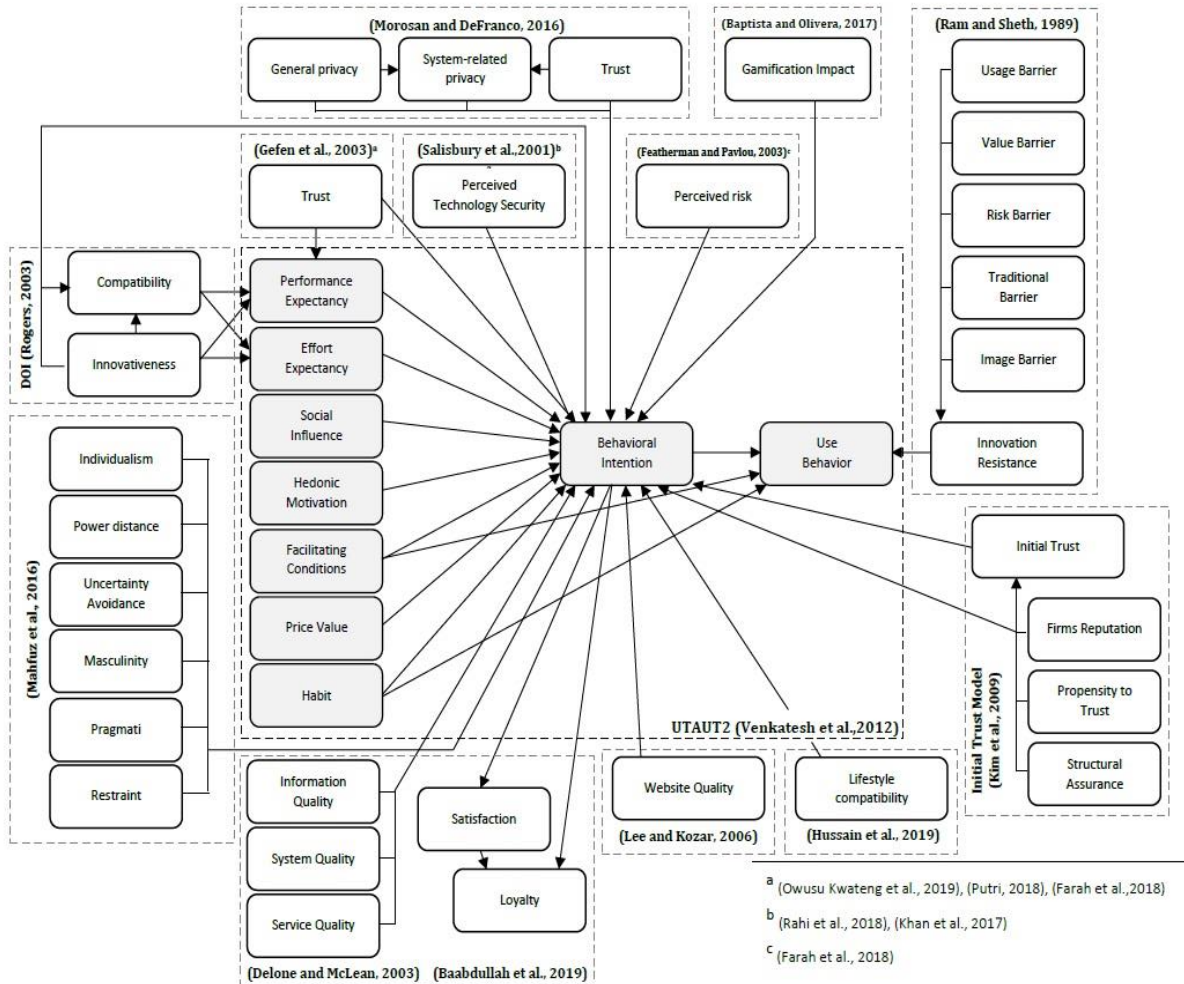 (Morosan and DeFranco, 2016)
General privacy
System-related
privacy
Trust
(Baptista and Olivera, 2017)
Gamification Impact
(Ram and Sheth, 1989)
Usage Barrier
Value Barrier
Risk Barrier
Traditional
Barrier
Image Barrier
Innovation
Resistance
(Gefen et al., 2003)a
Trust
(Salisbury et al.,2001)b
Perceived
Technology Security
(Featherman and Pavlou, 2003)c
Perceived risk
DOI (Rogers, 2003)
Compatibility
Innovativeness
Performance
Expectancy
Effort
Expectancy
Social
Influence
Hedonic
Motivation
Facilitating
Conditions
Price Value
Habit
Behavioral
Intention
Use
Behavior
UTAUT2 (Venkatesh et al.,2012)
(Mahfuz et al., 2016)
Individualism
Power distance
Uncertainty
Avoidance
Masculinity
Pragmati
Restraint
Initial Trust Model
(Kim et al., 2009)
Initial Trust
Firms Reputation
Propensity to
Trust
Structural
Assurance
Information
Quality
System Quality
Service Quality
(Delone and McLean, 2003)
Satisfaction
Loyalty
(Baabdullah et al., 2019)
Website Quality
(Lee and Kozar, 2006)
Lifestyle
compatibility
(Hussain et al., 2019)
a (Owusu Kwateng et al., 2019), (Putri, 2018), (Farah et al.,2018)
b (Rahi et al., 2018), (Khan et al., 2017)
c (Farah et al., 2018)